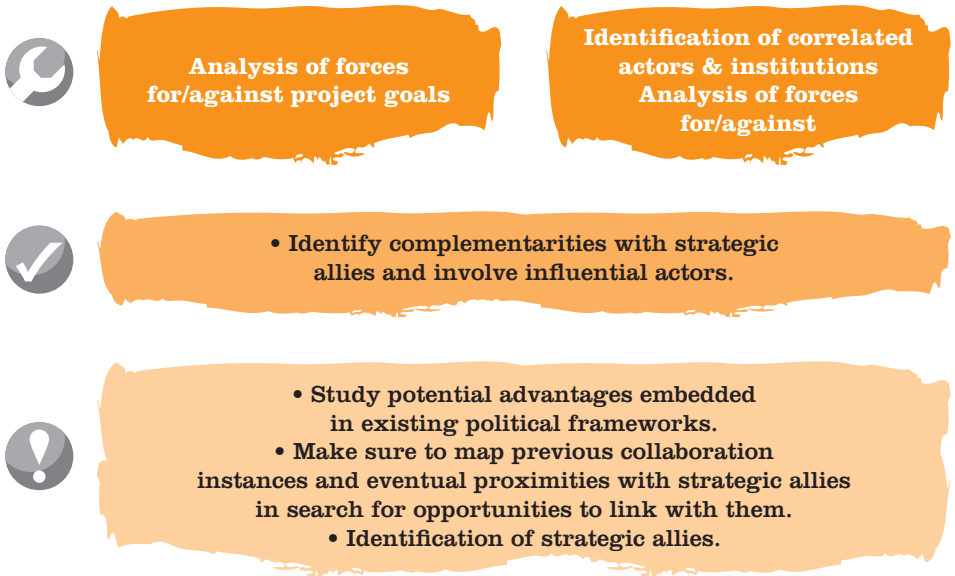 Analysis of forces
for/against project goals
Identification of correlated
actors & institutions
Analysis of forces
for/against
• Identify complementarities with strategic
allies and involve influential actors.
• Study potential advantages embedded
in existing political frameworks.
• Make sure to map previous collaboration
instances and eventual proximities with strategic allies
in search for opportunities to link with them.
• Identification of strategic allies.